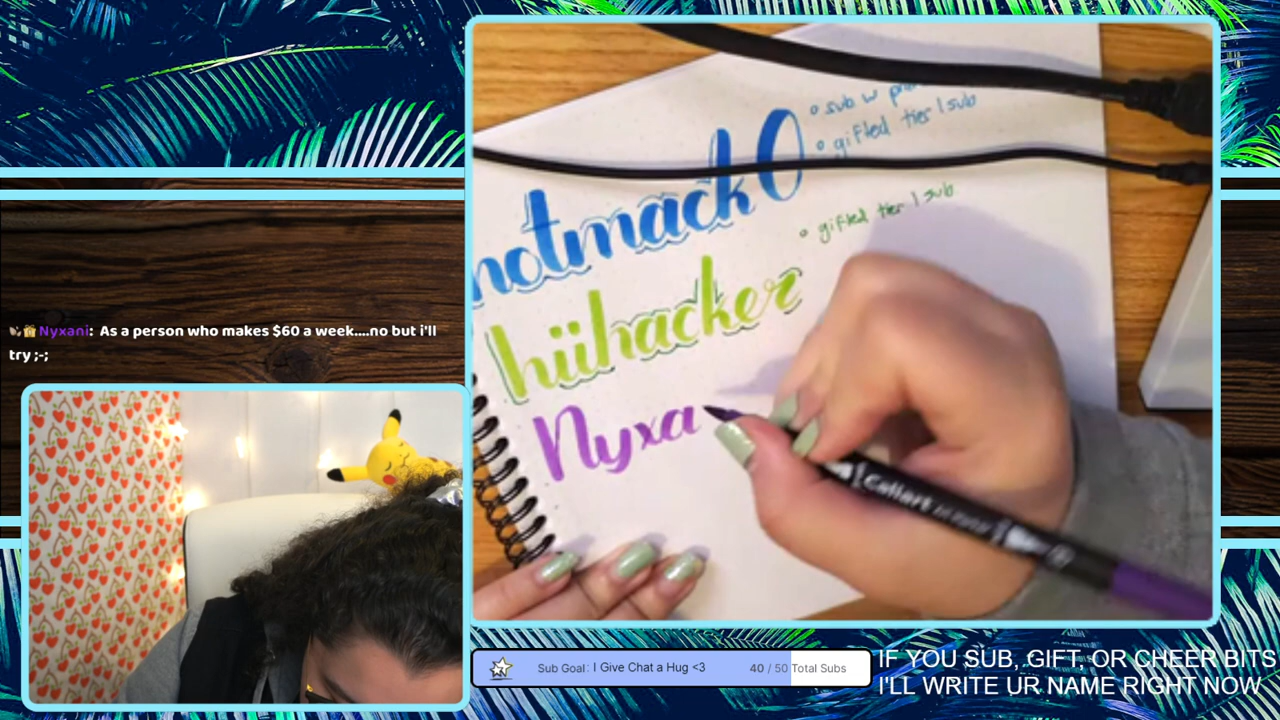 sub w
gifted tier 1 sub
notmack0
gifted tier 1 sub
hiihacker
Nyxa
Nyxani: As a person who makes $60 a week....no but i'll
try ;-;
Sub Goal: I Give Chat a Hug <3 40 / 50 Total Subs
IF YOU SUB, GIFT, OR CHEER BITS
I'LL WRITE UR NAME RIGHT NOW